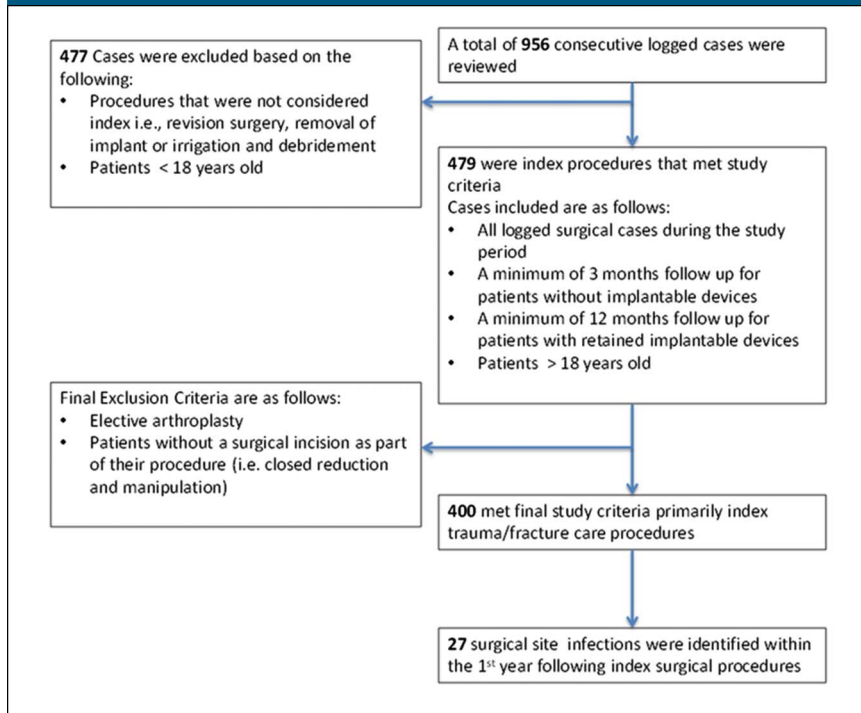 A total of 956 consecutive logged cases were
reviewed
477 Cases were excluded based on the
following:
• Procedures that were not considered
index i.e., revision surgery, removal of
implant or irrigation and debridement
• Patients < 18 years old
479 were index procedures that met study
criteria
Cases included are as follows:
• All logged surgical cases during the study
period
• A minimum of 3 months follow up for
patients without implantable devices
• A minimum of 12 months follow up for
patients with retained implantable devices
• Patients > 18 years old
Final Exclusion Criteria are as follows:
• Elective arthroplasty
• Patients without a surgical incision as part
of their procedure (i.e. closed reduction
and manipulation)
400 met final study criteria primarily index
trauma/fracture care procedures
27 surgical site infections were identified within
the 1st year following index surgical procedures